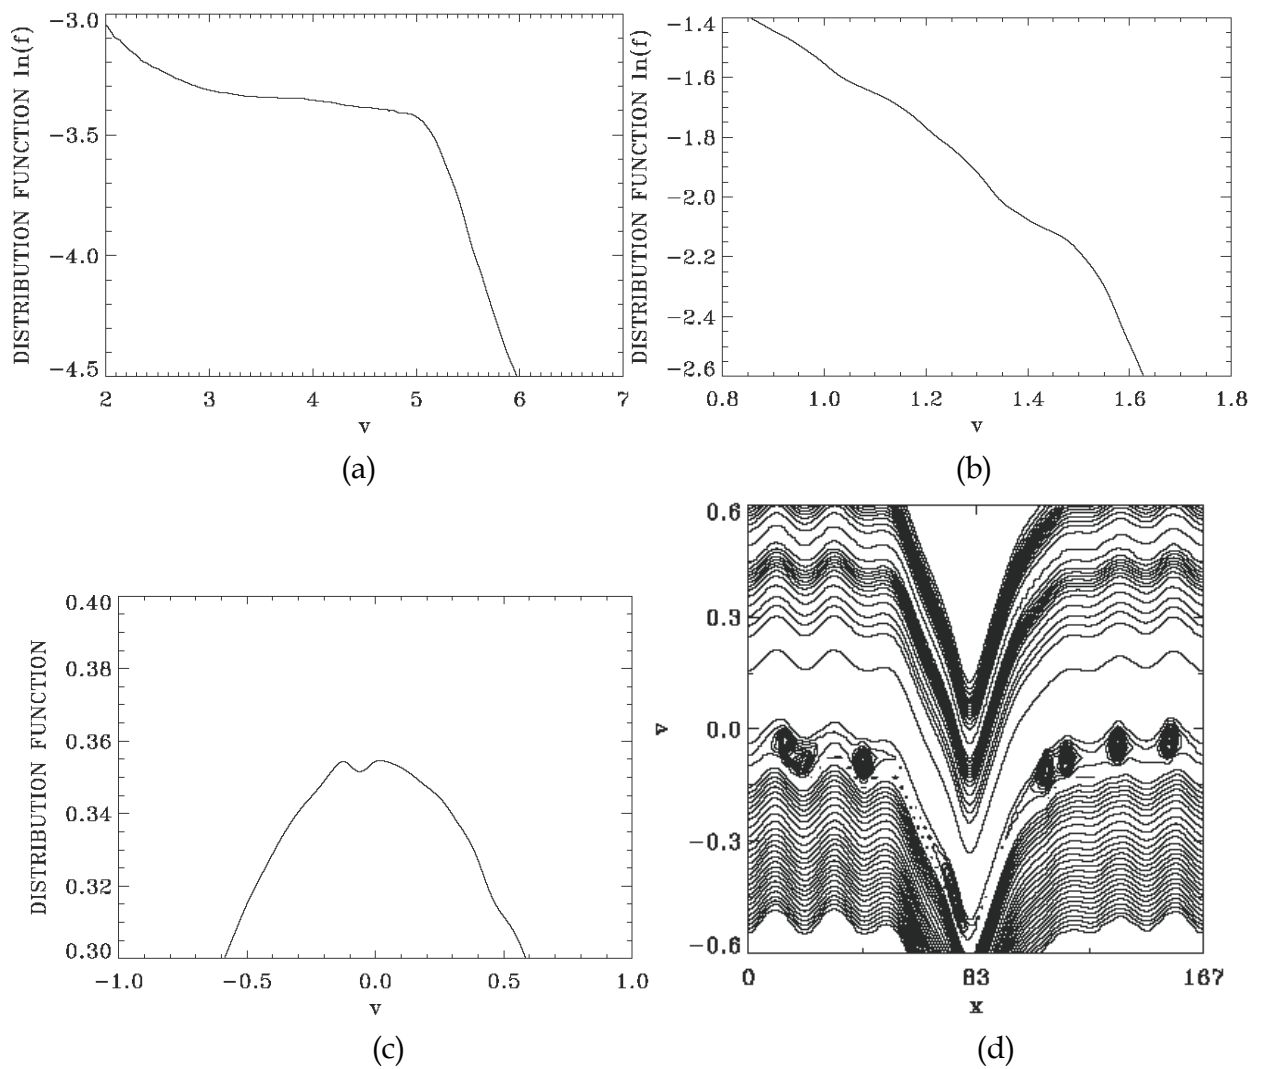 DISTRIBUTION FUNCTION ln(f)
−3.0
−3.5
−4.0
−4.5
2 3 4 5 6 7
v
(a)
DISTRIBUTION FUNCTION ln(f)
−1.4
−1.6
−1.8
−2.0
−2.2
−2.4
−2.6
0.8 1.0 1.2 1.4 1.6 1.8
v
(b)
DISTRIBUTION FUNCTION
0.40
0.38
0.36
0.34
0.32
0.30
−1.0 −0.5 0.0 0.5 1.0
v
(c)
v
0.6
0.3
0.0
−0.3
−0.6
0 83 167
x
(d)